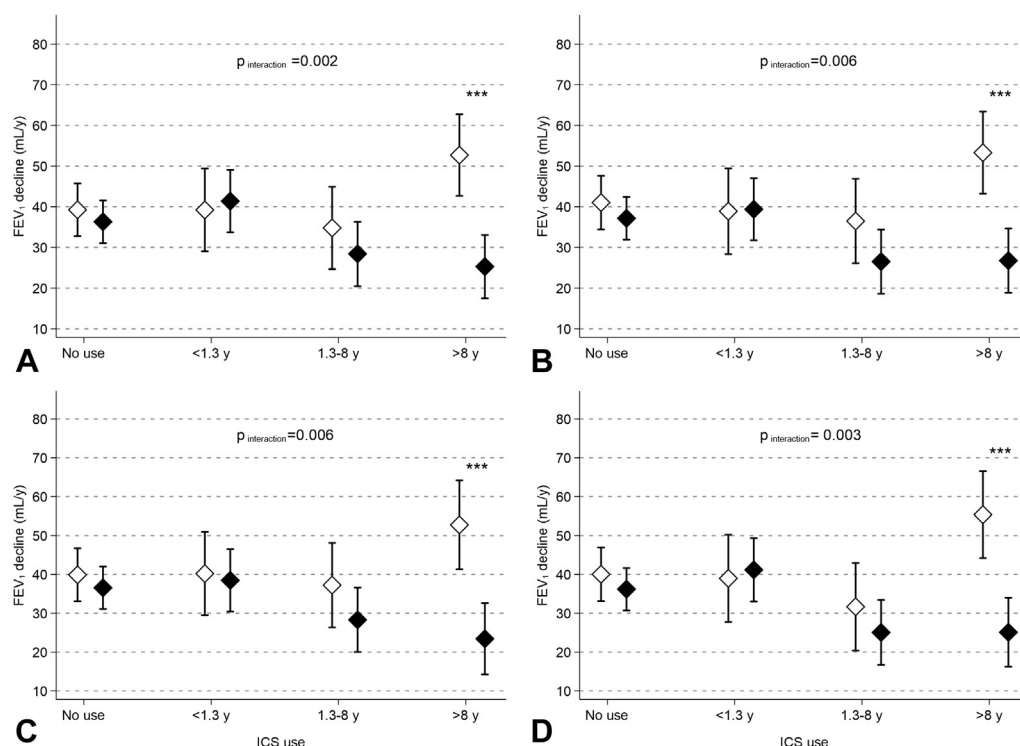 80
70
60
50
40
30
20
10
FEV₁ decline (mL/y)
p interaction =0.002
***
No use <1.3 y 1.3-8 y >8 y
A
80
70
60
50
40
30
20
10
FEV₁ decline (mL/y)
p interaction =0.006
***
No use <1.3 y 1.3-8 y >8 y
B
80
70
60
50
40
30
20
10
FEV₁ decline (mL/y)
p interaction=0.006
***
No use <1.3 y 1.3-8 y >8 y
C
ICS use
80
70
60
50
40
30
20
10
FEV₁ decline (mL/y)
p interaction= 0.003
***
No use <1.3 y 1.3-8 y >8 y
D
ICS use